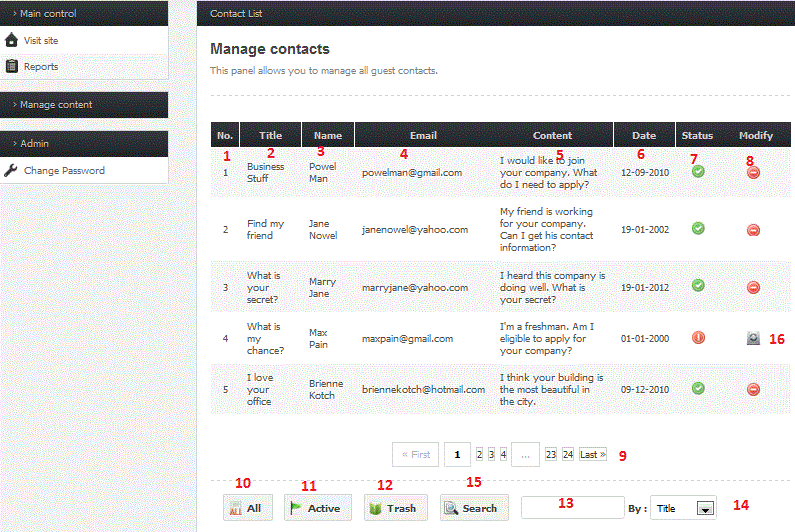 › Main control
Visit site
Reports
› Manage content
› Admin
Change Password
Contact List
Manage contacts
This panel allows you to manage all guest contacts.
No. Title Name Email Content Date Status Modify
1 2 3 4 5 6 7 8
1 Business Stuff Powel Man powelman@gmail.com I would like to join your company. What do I need to apply? 12-09-2010
2 Find my friend Jane Nowel janenowel@yahoo.com My friend is working for your company. Can I get his contact information? 19-01-2002
3 What is your secret? Marry Jane marryjane@yahoo.com I heard this company is doing well. What is your secret? 19-01-2012
4 What is my chance? Max Pain maxpain@gmail.com I'm a freshman. Am I eligible to apply for your company? 01-01-2000 16
5 I love your office Brienne Kotch briennekotch@hotmail.com I think your building is the most beautiful in the city. 09-12-2010
« First 1 2 3 4 ... 23 24 Last » 9
10 11 12 15
ALL All Active Trash Search 13 By : Title 14